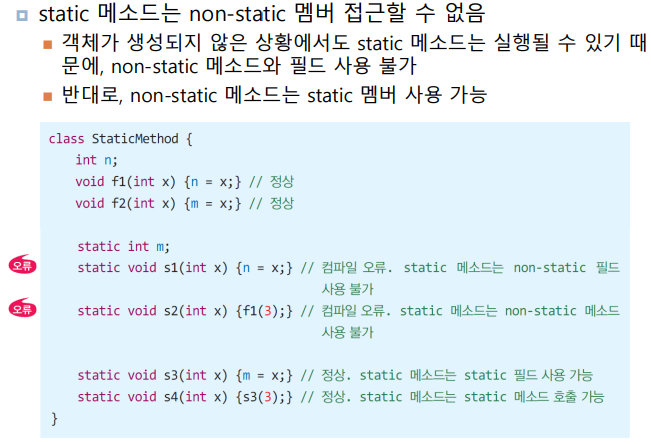 static 메소드는 non-static 멤버 접근할 수 없음
객체가 생성되지 않은 상황에서도 static 메소드는 실행될 수 있기 때
문에, non-static 메소드와 필드 사용 불가
반대로, non-static 메소드는 static 멤버 사용 가능
class StaticMethod {
int n;
void f1(int x) {n = x;} // 정상
void f2(int x) {m = x;} // 정상
static int m;
오류 static void s1(int x) {n = x;} // 컴파일 오류. static 메소드는 non-static 필드
사용 불가
오류 static void s2(int x) {f1(3);} // 컴파일 오류. static 메소드는 non-static 메소드
사용 불가
static void s3(int x) {m = x;} // 정상. static 메소드는 static 필드 사용 가능
static void s4(int x) {s3(3);} // 정상. static 메소드는 static 메소드 호출 가능
}